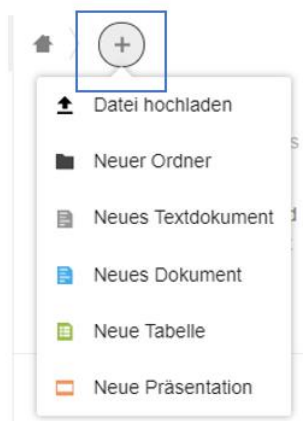 Datei hochladen
Neuer Ordner
Neues Textdokument
Neues Dokument
Neue Tabelle
Neue Präsentation